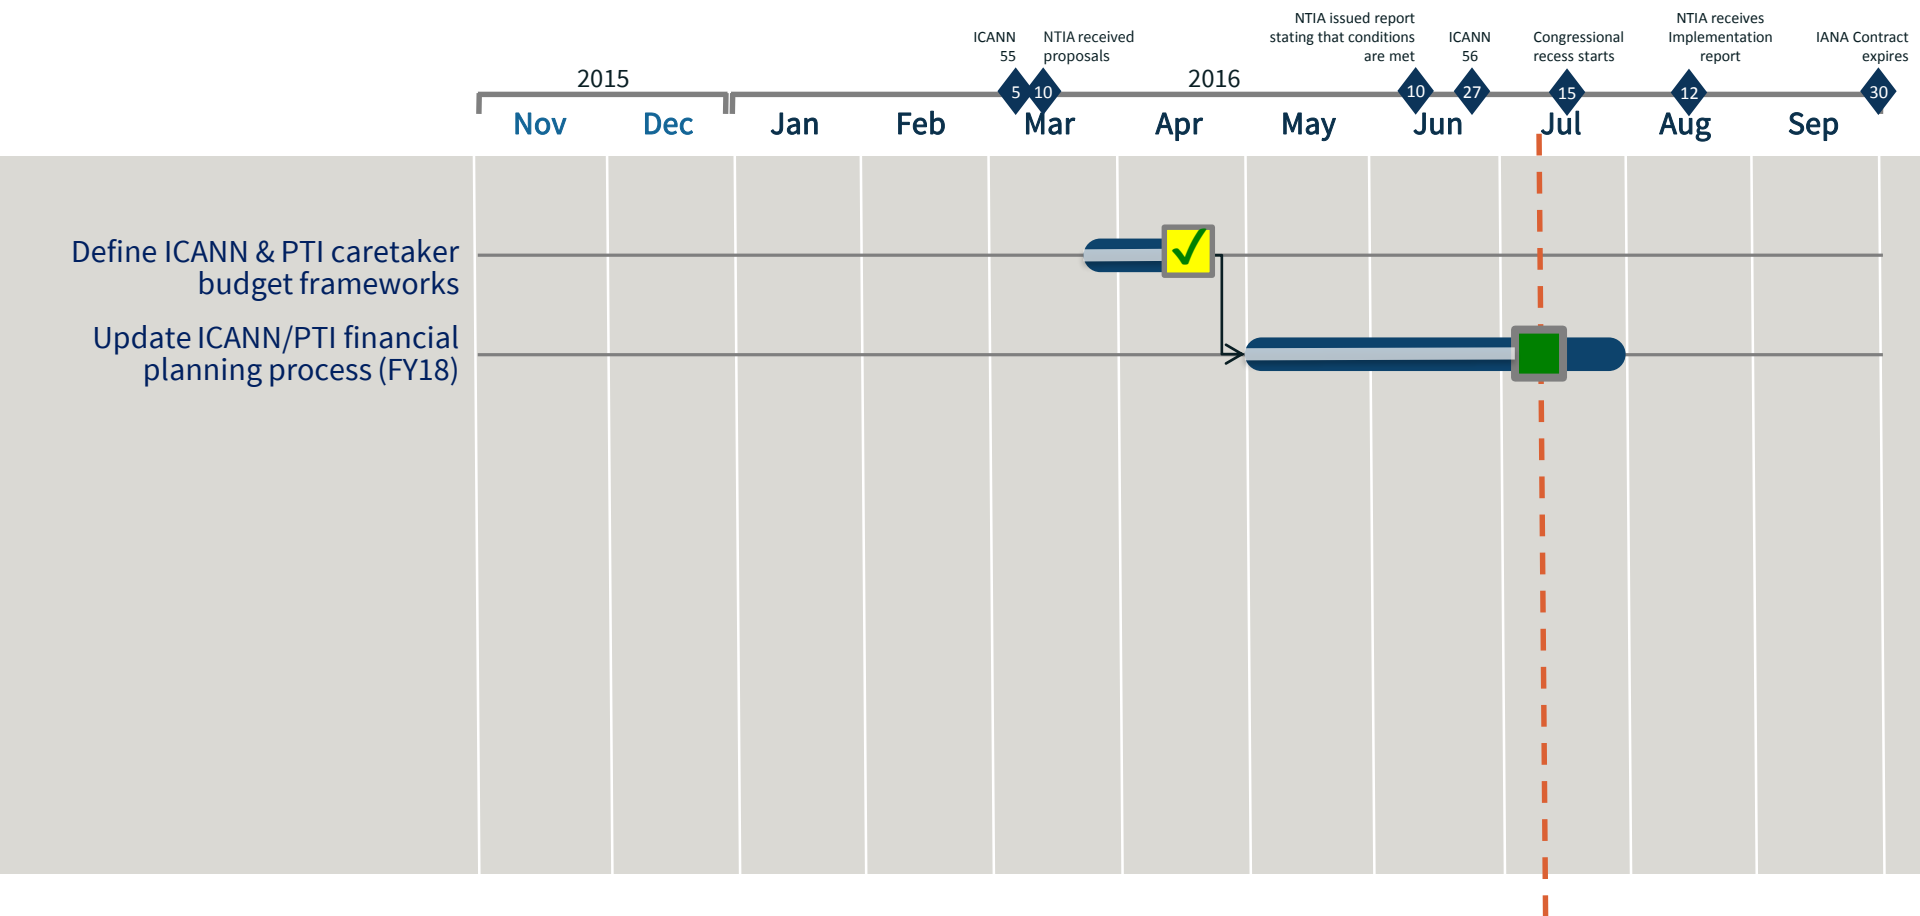 NTIA issued report
stating that conditions
are met
NTIA receives
Implementation
report
ICANN
55
NTIA received
proposals
ICANN
56
Congressional
recess starts
IANA Contract
expires
2015
2016
5
10
10
27
15
12
30
Nov
Dec
Jan
Feb
Mar
Apr
May
Jun
Jul
Aug
Sep
Define ICANN & PTI caretaker
budget frameworks
Update ICANN/PTI financial
planning process (FY18)